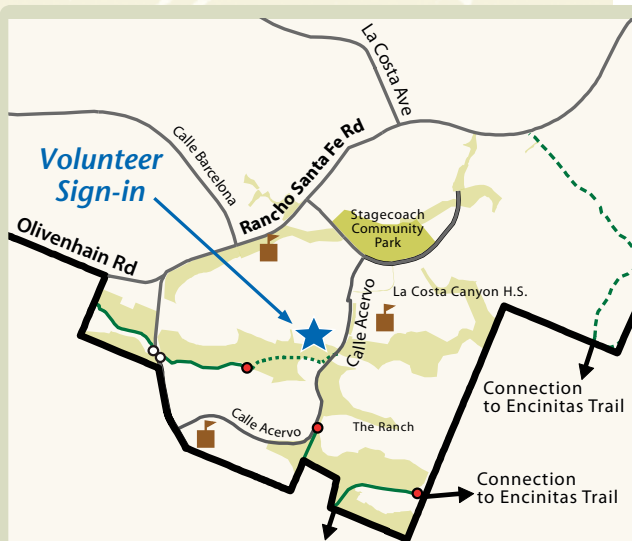 La Costa Ave
Calle Barcelona
Rancho Santa Fe Rd
Volunteer
Sign-in
Stagecoach
Community
Park
Olivenhain Rd
La Costa Canyon H.S.
Calle Acervo
Connection
to Encinitas Trail
Calle Acervo
The Ranch
Connection
to Encinitas Trail